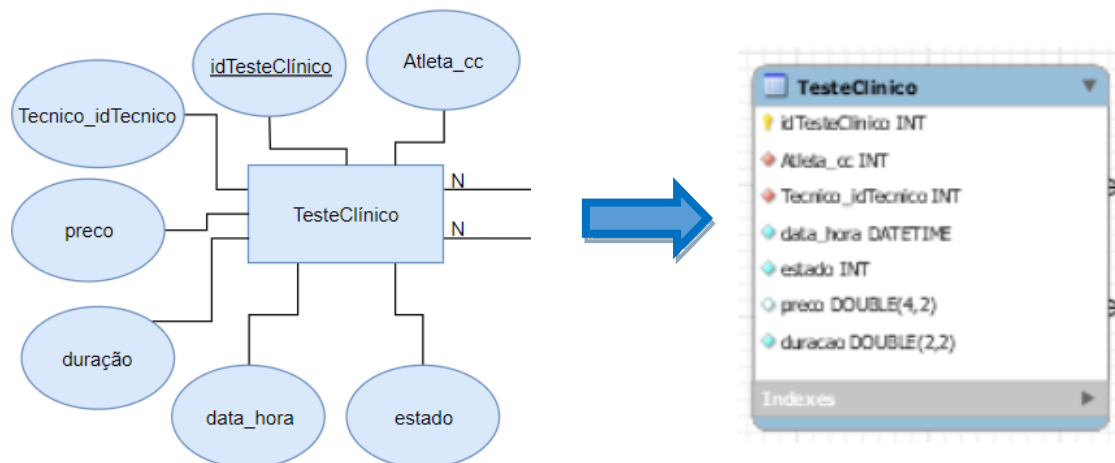 idTesteClínico
Atleta_cc
Tecnico_idTecnico
N
TesteClínico
N
preco
duração
data_hora
estado
TesteClinico
idTesteClinico INT
Atleta_cc INT
Tecnico_idTecnico INT
data_hora DATETIME
estado INT
preco DOUBLE(4,2)
duracao DOUBLE(2,2)
Indexes